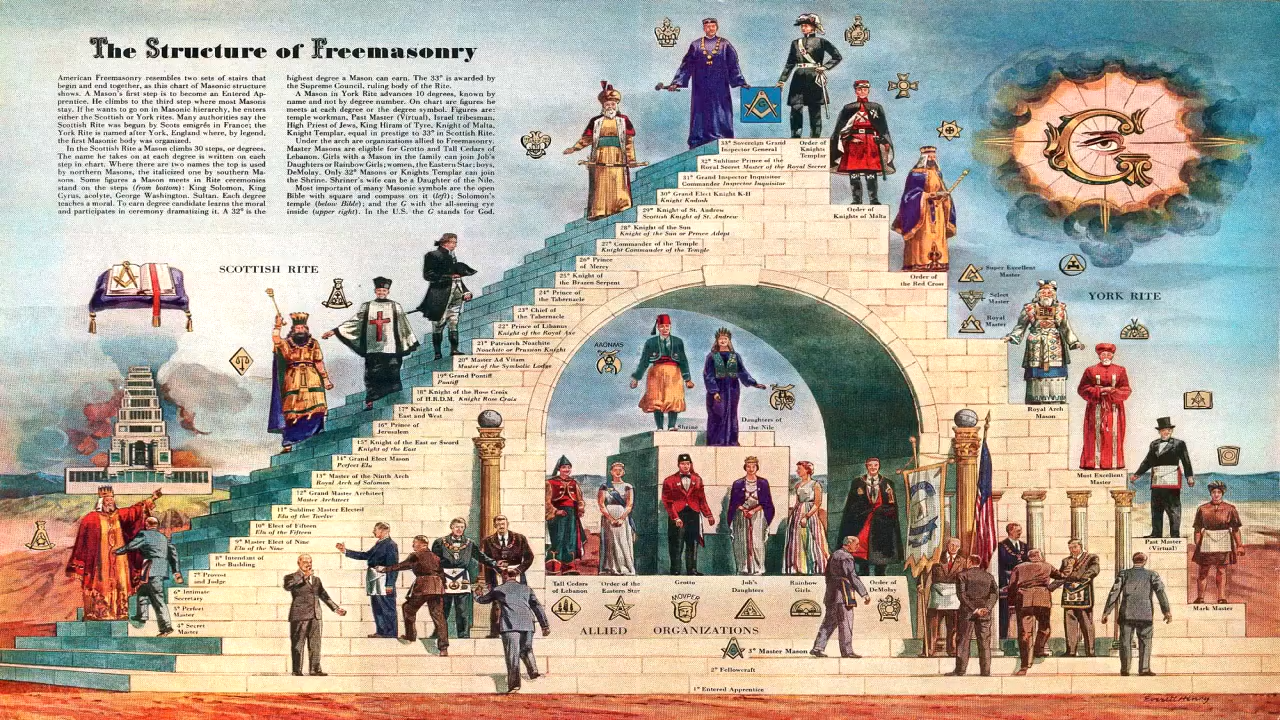 The Structure of Freemasonry
American Freemasonry resembles two sets of stairs that
begin and end together, as this chart of Masonic structure
shows. A Mason's first step is to become an Entered Ap-
prentice. He climbs to the third step where most Masons
stay. If he wants to go on in Masonic hierarchy, he enters
either the Scottish or York rites. Many authorities say the
Scottish Rite was begun by Scots emigrés in France; the
York Rite is named after York, England where, by legend,
the first Masonic body was organized.
In the Scottish Rite a Mason climbs 30 steps, or degrees.
The name he takes on at each degree is written on each
step in chart. Where there are two names the top is used
by northern Masons, the italicized one by southern Ma-
sons. Some figures a Mason meets in Rite ceremonies
stand on the steps (from bottom): King Solomon, King
Cyrus, acolyte, George Washington, Sultan. Each degree
teaches a moral. To earn degree candidate learns the moral
and participates in ceremony dramatizing it. A 32° is the
highest degree a Mason can earn. The 33° is awarded by
the Supreme Council, ruling body of the Rite.
A Mason in York Rite advances 10 degrees, known by
name and not by degree number. On chart are figures he
meets at each degree or the degree symbol. Figures are:
temple workman, Past Master (Virtual), Israel tribesman,
High Priest of Jews, King Hiram of Tyre, Knight of Malta,
Knight Templar, equal in prestige to 33° in Scottish Rite.
Under the arch are organizations allied to Freemasonry.
Master Masons are eligible for Grotto and Tall Cedars of
Lebanon. Girls with a Mason in the family can join Job's
Daughters or Rainbow Girls; women, the Eastern Star; boys,
DeMolay. Only 32° Masons or Knights Templar can join
the Shrine. Shriner's wife can be a Daughter of the Nile.
Most important of many Masonic symbols are the open
Bible with square and compass on it (left); Solomon's
temple (below Bible); and the G with the all-seeing eye
inside (upper right). In the U.S. the G stands for God.
G
SCOTTISH RITE
YORK RITE
33° Sovereign Grand
Inspector General
Order of
Knights
Templar
32° Sublime Prince of the
Royal Secret Master of the Royal Secret
31° Grand Inspector Inquisitor
Commander Inspector Inquisitor
30° Grand Elect Knight K-H
Knight Kadosh
29° Knight of St. Andrew
Scottish Knight of St. Andrew
Order of
Knights of Malta
28° Knight of the Sun
Knight of the Sun or Prince Adept
27° Commander of the Temple
Knight Commander of the Temple
26° Prince
of Mercy
25° Knight of
the Brazen Serpent
Order of
the Red Cross
Super Excellent
Master
Select
Master
Royal
Master
24° Prince of
the Tabernacle
23° Chief of
the Tabernacle
22° Prince of Libanus
Knight of the Royal Axe
21° Patriarch Noachite
Noachite or Prussian Knight
20° Master Ad Vitam
Master of the Symbolic Lodge
19° Grand Pontiff
Pontiff
18° Knight of the Rose Croix
of H.R.D.M. Knight Rose Croix
17° Knight of the
East and West
16° Prince of
Jerusalem
15° Knight of the East or Sword
Knight of the East
14° Grand Elect Mason
Perfect Elu
13° Master of the Ninth Arch
Royal Arch of Solomon
12° Grand Master Architect
Master Architect
11° Sublime Master Elected
Elu of the Twelve
10° Elect of Fifteen
Elu of the Fifteen
9° Master Elect of Nine
Elu of the Nine
8° Intendant of
the Building
7° Provost
and Judge
6° Intimate
Secretary
5° Perfect
Master
4° Secret
Master
AAONMS
Shrine
Daughters of
the Nile
Royal Arch
Mason
Most Excellent
Master
Past Master
(Virtual)
Mark Master
Tall Cedars
of Lebanon
Order of the
Eastern Star
Grotto
Job's
Daughters
Rainbow
Girls
Order of
DeMolay
MOVPER
ALLIED ORGANIZATIONS
3° Master Mason
2° Fellowcraft
1° Entered Apprentice